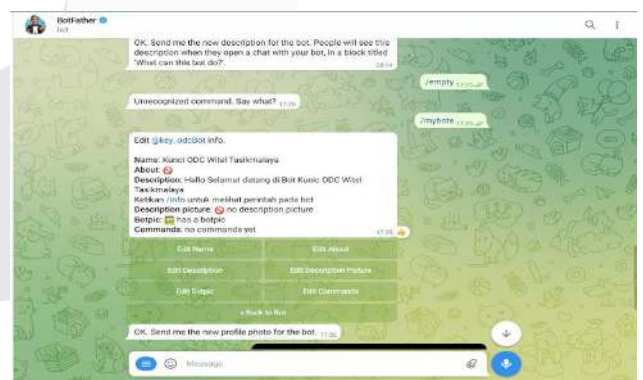 BotFather
bot
OK. Send me the new description for the bot. People will see this
description when they open a chat with your bot, in a block titled
'What can this bot do?'.
/empty
Unrecognized command. Say what?
/mybots
Edit @key_odcBot info.
Name: Kunci ODC Witel Tasikmalaya
About: 🚫
Description: Hallo Selamat datang di Bot Kunic ODC Witel
Tasikmalaya
Ketikan /info untuk melihat perintah pada bot
Description picture: 🚫 no description picture
Botpic: 🖼 has a botpic
Commands: no commands yet
Edit Name
Edit About
Edit Description
Edit Description Picture
Edit Botpic
Edit Commands
« Back to Bot
OK. Send me the new profile photo for the bot.
Message